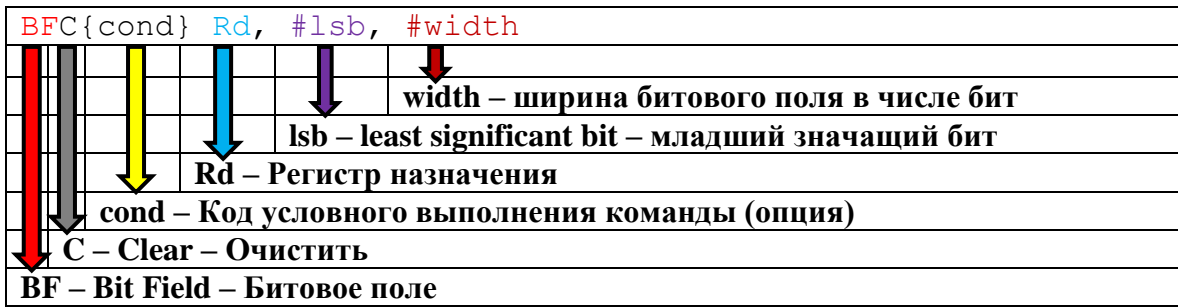 BFC{cond} Rd, #lsb, #width
width – ширина битового поля в числе бит
lsb – least significant bit – младший значащий бит
Rd – Регистр назначения
cond – Код условного выполнения команды (опция)
C – Clear – Очистить
BF – Bit Field – Битовое поле